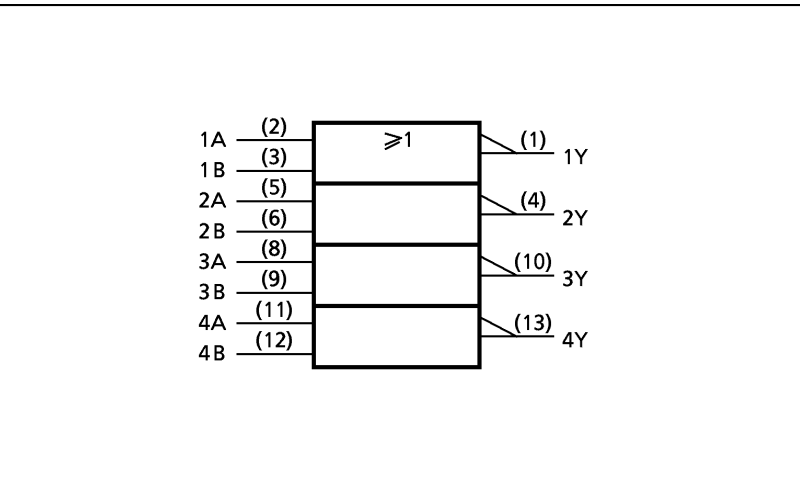 (2)
1A
(3)
1B
(5)
2A
(6)
2B
(8)
3A
(9)
3B
(11)
4A
(12)
4B
⩾1
(1)
1Y
(4)
2Y
(10)
3Y
(13)
4Y